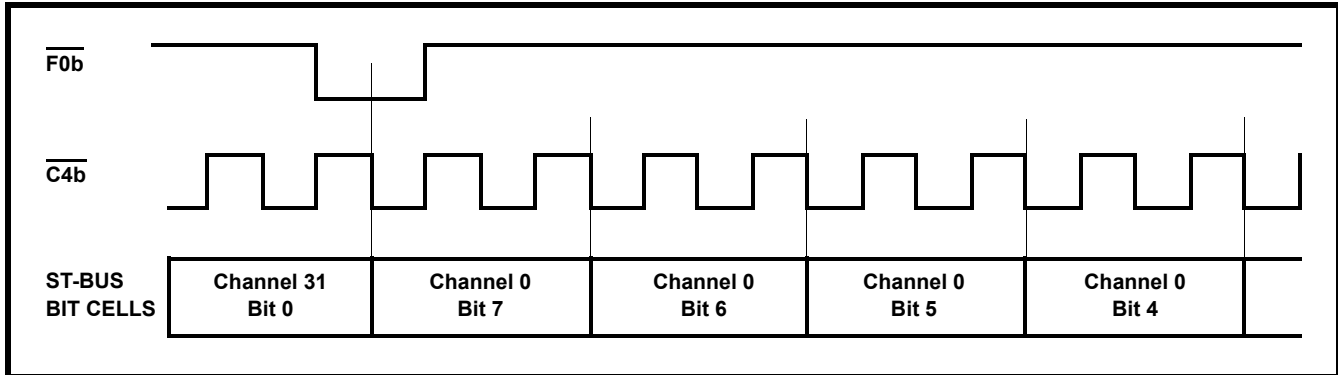 F0b
C4b
ST-BUS
BIT CELLS
Channel 31
Bit 0
Channel 0
Bit 7
Channel 0
Bit 6
Channel 0
Bit 5
Channel 0
Bit 4